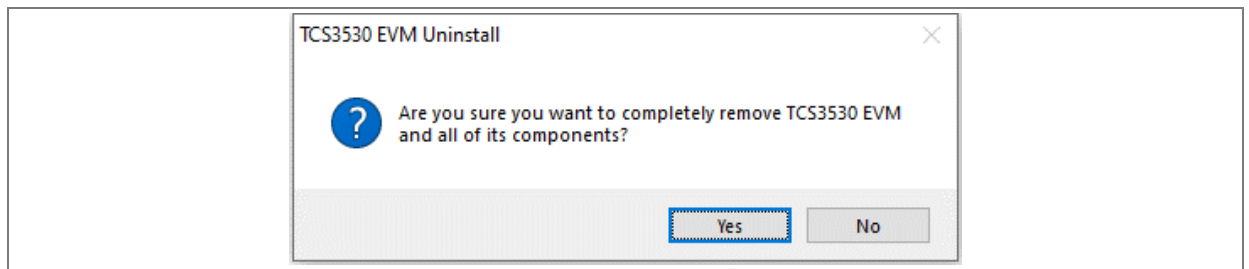 TCS3530 EVM Uninstall
Are you sure you want to completely remove TCS3530 EVM
and all of its components?
Yes
No